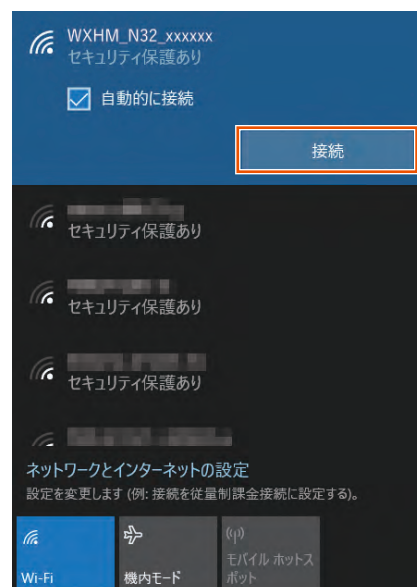 WXHM_N32_xxxxxx
セキュリティ保護あり
自動的に接続
接続
セキュリティ保護あり
セキュリティ保護あり
セキュリティ保護あり
ネットワークとインターネットの設定
設定を変更します (例: 接続を従量制課金接続に設定する)。
Wi-Fi
機内モード
モバイル ホットス
ポット